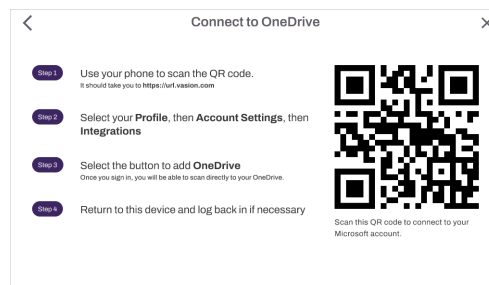 Connect to OneDrive
Step 1
Use your phone to scan the QR code.
It should take you to https://url.vasion.com
Step 2
Select your Profile, then Account Settings, then
Integrations
Step 3
Select the button to add OneDrive
Once you sign in, you will be able to scan directly to your OneDrive.
Step 4
Return to this device and log back in if necessary
Scan this QR code to connect to your
Microsoft account.